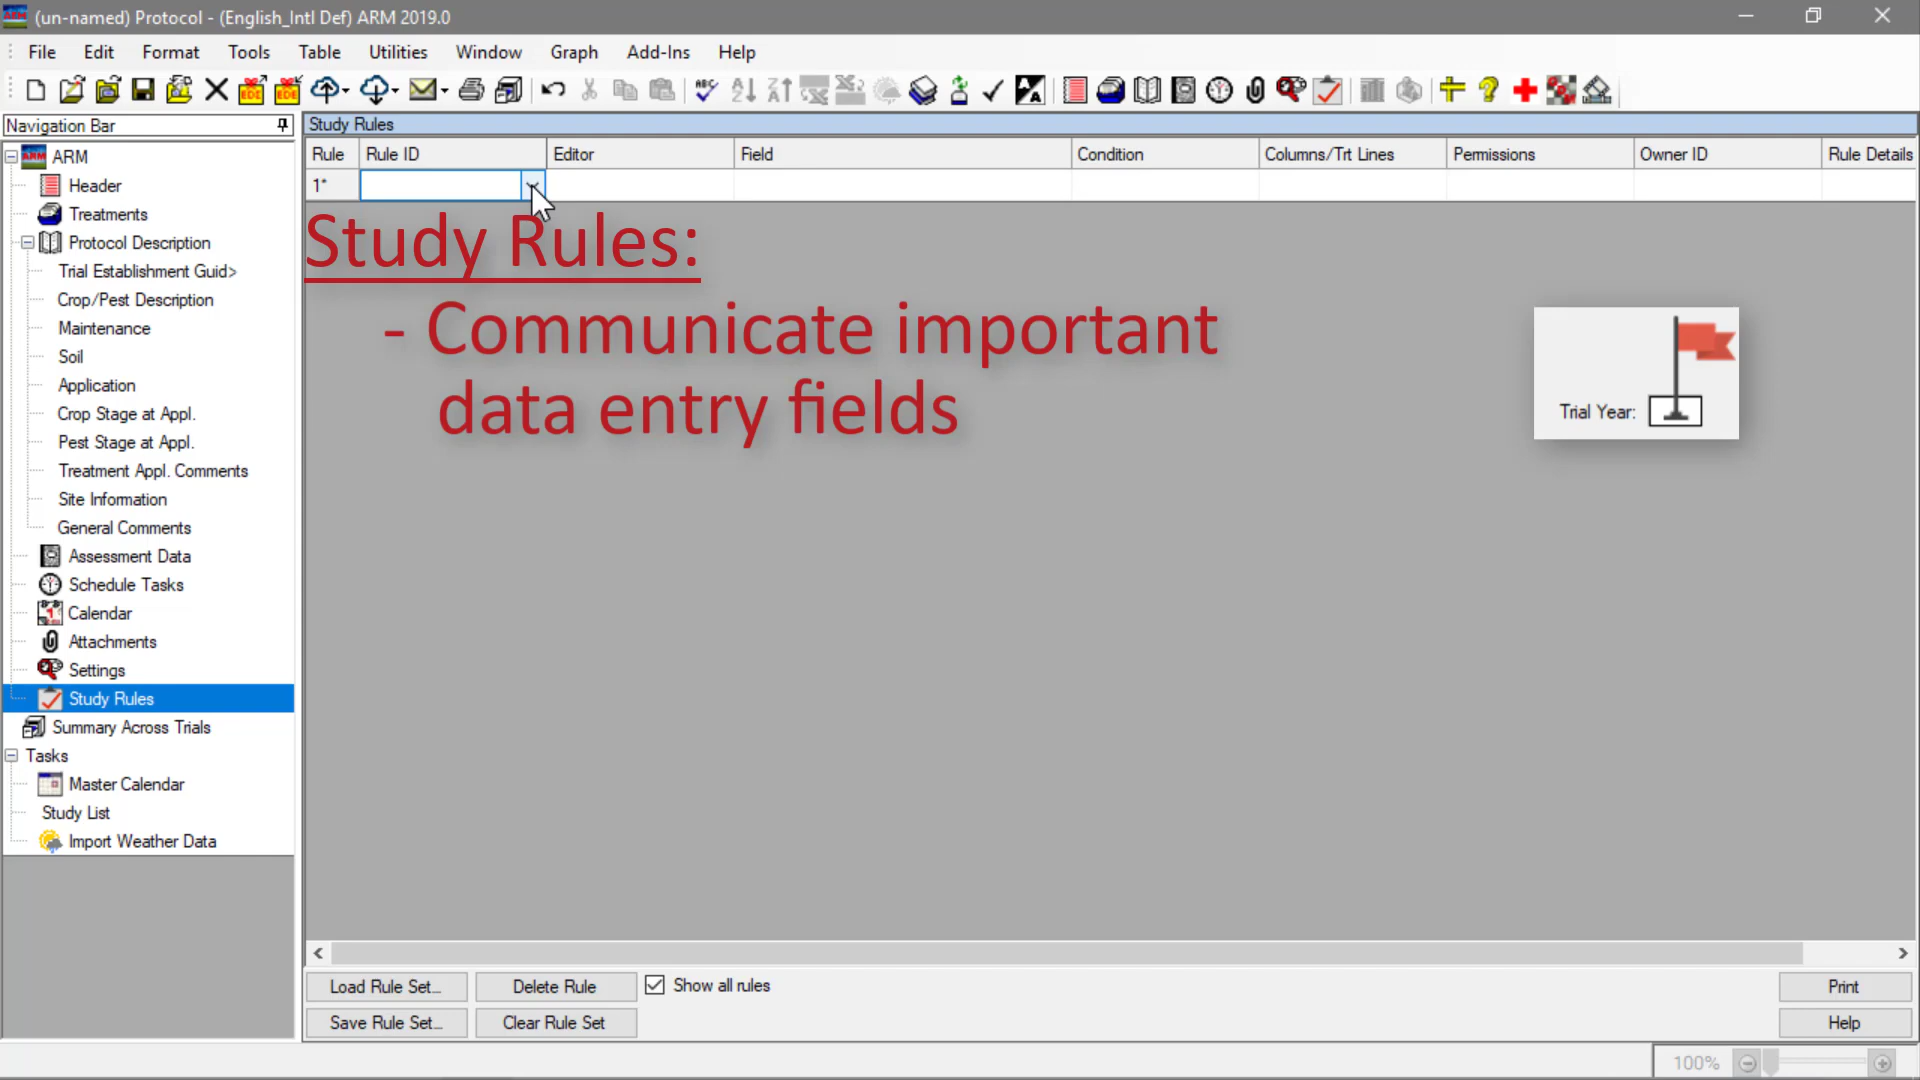 (un-named) Protocol - (English_Intl Def) ARM 2019.0
File Edit Format Tools Table Utilities Window Graph Add-Ins Help
Navigation Bar
ARM
Header
Treatments
Protocol Description
Trial Establishment Guid>
Crop/Pest Description
Maintenance
Soil
Application
Crop Stage at Appl.
Pest Stage at Appl.
Treatment Appl. Comments
Site Information
General Comments
Assessment Data
Schedule Tasks
Calendar
Attachments
Settings
Study Rules
Summary Across Trials
Tasks
Master Calendar
Study List
Import Weather Data
Study Rules
Rule Rule ID Editor Field Condition Columns/Trt Lines Permissions Owner ID Rule Details
1*
Study Rules:
- Communicate important
data entry fields
Trial Year:
Load Rule Set... Delete Rule Show all rules Print
Save Rule Set... Clear Rule Set Help
100%